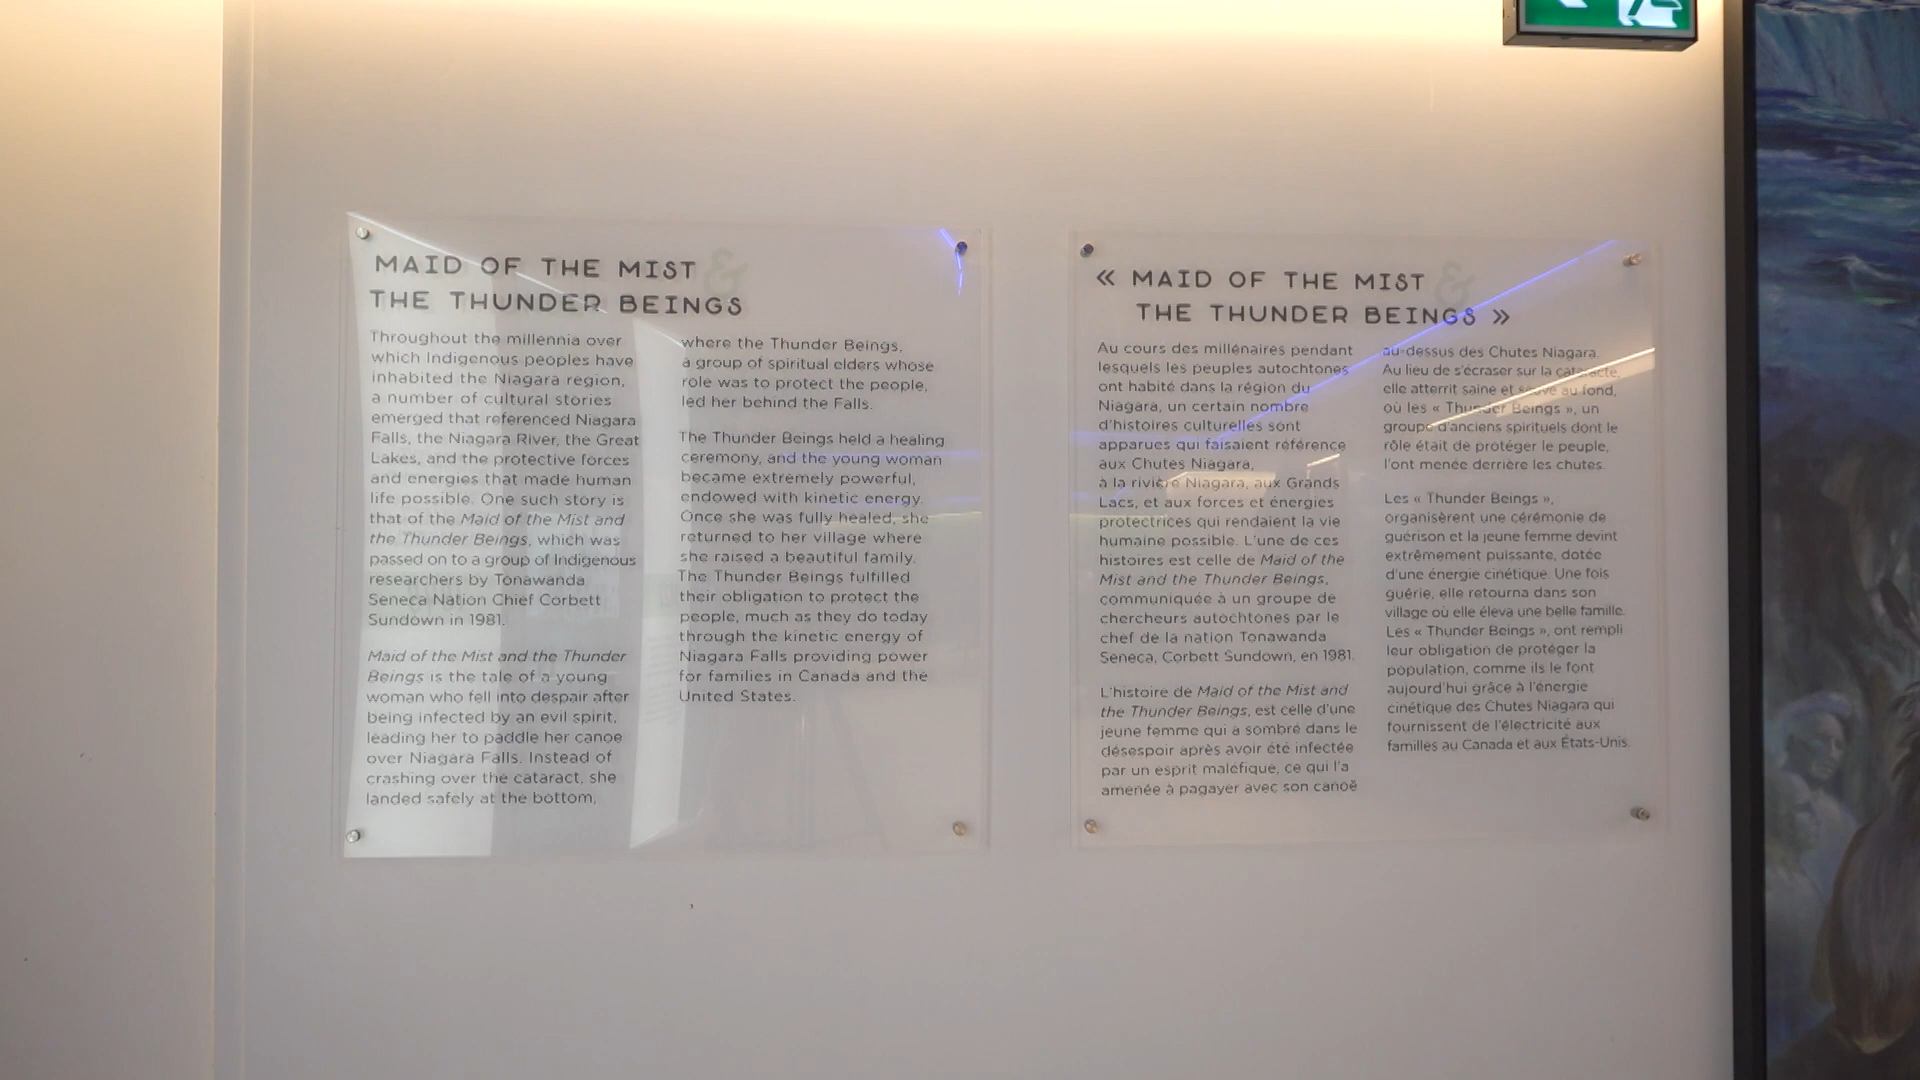 MAID OF THE MIST &
THE THUNDER BEINGS
Throughout the millennia over
which Indigenous peoples have
inhabited the Niagara region,
a number of cultural stories
emerged that referenced Niagara
Falls, the Niagara River, the Great
Lakes, and the protective forces
and energies that made human
life possible. One such story is
that of the Maid of the Mist and
the Thunder Beings, which was
passed on to a group of Indigenous
researchers by Tonawanda
Seneca Nation Chief Corbett
Sundown in 1981.
Maid of the Mist and the Thunder
Beings is the tale of a young
woman who fell into despair after
being infected by an evil spirit,
leading her to paddle her canoe
over Niagara Falls. Instead of
crashing over the cataract, she
landed safely at the bottom,
where the Thunder Beings,
a group of spiritual elders whose
role was to protect the people,
led her behind the Falls.
The Thunder Beings held a healing
ceremony, and the young woman
became extremely powerful,
endowed with kinetic energy.
Once she was fully healed, she
returned to her village where
she raised a beautiful family.
The Thunder Beings fulfilled
their obligation to protect the
people, much as they do today
through the kinetic energy of
Niagara Falls providing power
for families in Canada and the
United States.
« MAID OF THE MIST &
THE THUNDER BEINGS »
Au cours des millénaires pendant
lesquels les peuples autochtones
ont habité dans la région du
Niagara, un certain nombre
d'histoires culturelles sont
apparues qui faisaient référence
aux Chutes Niagara,
à la rivière Niagara, aux Grands
Lacs, et aux forces et énergies
protectrices qui rendaient la vie
humaine possible. L'une de ces
histoires est celle de Maid of the
Mist and the Thunder Beings,
communiquée à un groupe de
chercheurs autochtones par le
chef de la nation Tonawanda
Seneca, Corbett Sundown, en 1981.
L'histoire de Maid of the Mist and
the Thunder Beings, est celle d'une
jeune femme qui a sombré dans le
désespoir après avoir été infectée
par un esprit maléfique, ce qui l'a
amenée à pagayer avec son canoë
au-dessus des Chutes Niagara.
Au lieu de s'écraser sur la cataracte,
elle atterrit saine et sauve au fond,
où les « Thunder Beings », un
groupe d'anciens spirituels dont le
rôle était de protéger le peuple,
l'ont menée derrière les chutes.
Les « Thunder Beings »,
organisèrent une cérémonie de
guérison et la jeune femme devint
extrêmement puissante, dotée
d'une énergie cinétique. Une fois
guérie, elle retourna dans son
village où elle éleva une belle famille.
Les « Thunder Beings », ont rempli
leur obligation de protéger la
population, comme ils le font
aujourd'hui grâce à l'énergie
cinétique des Chutes Niagara qui
fournissent de l'électricité aux
familles au Canada et aux États-Unis.